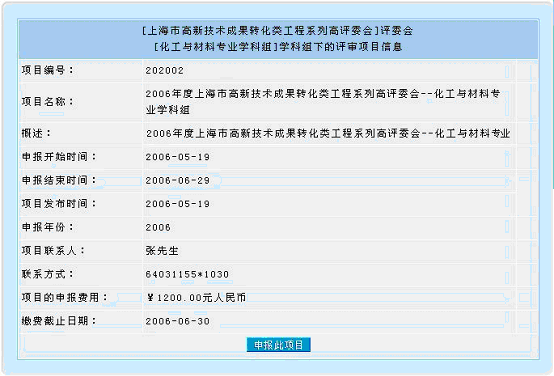 [上海市高新技术成果转化类工程系列高评委会]评委会
[化工与材料专业学科组]学科组下的评审项目信息
项目编号： 202002
项目名称： 2006年度上海市高新技术成果转化类工程系列高评委会--化工与材料专
业学科组
概述： 2006年度上海市高新技术成果转化类工程系列高评委会--化工与材料专业
申报开始时间： 2006-05-19
申报结束时间： 2006-06-29
项目发布时间： 2006-05-19
申报年份： 2006
项目联系人： 张先生
联系方式： 64031155*1030
项目的申报费用： ￥1200.00元人民币
缴费截止日期： 2006-06-30
申报此项目